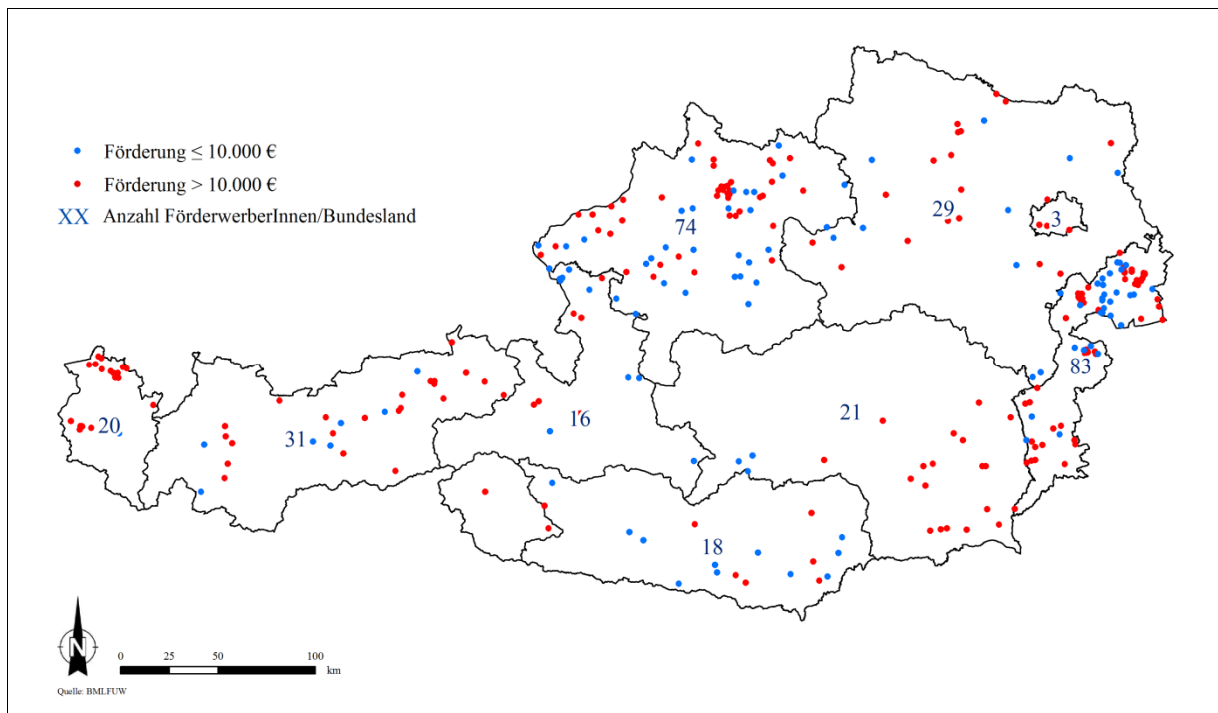 Förderung ≤ 10.000 €
Förderung > 10.000 €
XX Anzahl FörderwerberInnen/Bundesland
74
29
3
83
20
31
16
21
18
N
0 25 50 100
km
Quelle: BMLFUW